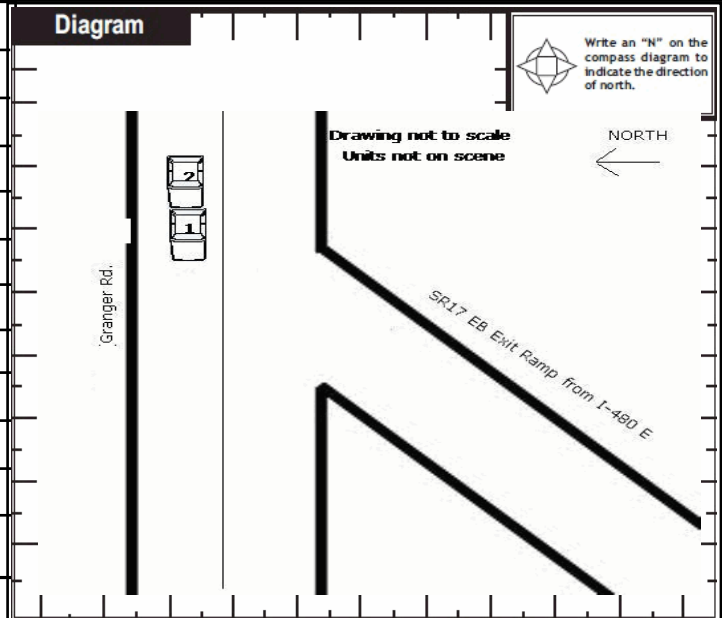 Diagram
Write an “N” on the
compass diagram to
indicate the direction
of north.
Drawing not to scale
Units not on scene
NORTH
2
1
Granger Rd.
SR17 EB Exit Ramp from I-480 E